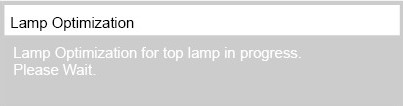 Lamp Optimization
Lamp Optimization for top lamp in progress.
Please Wait.